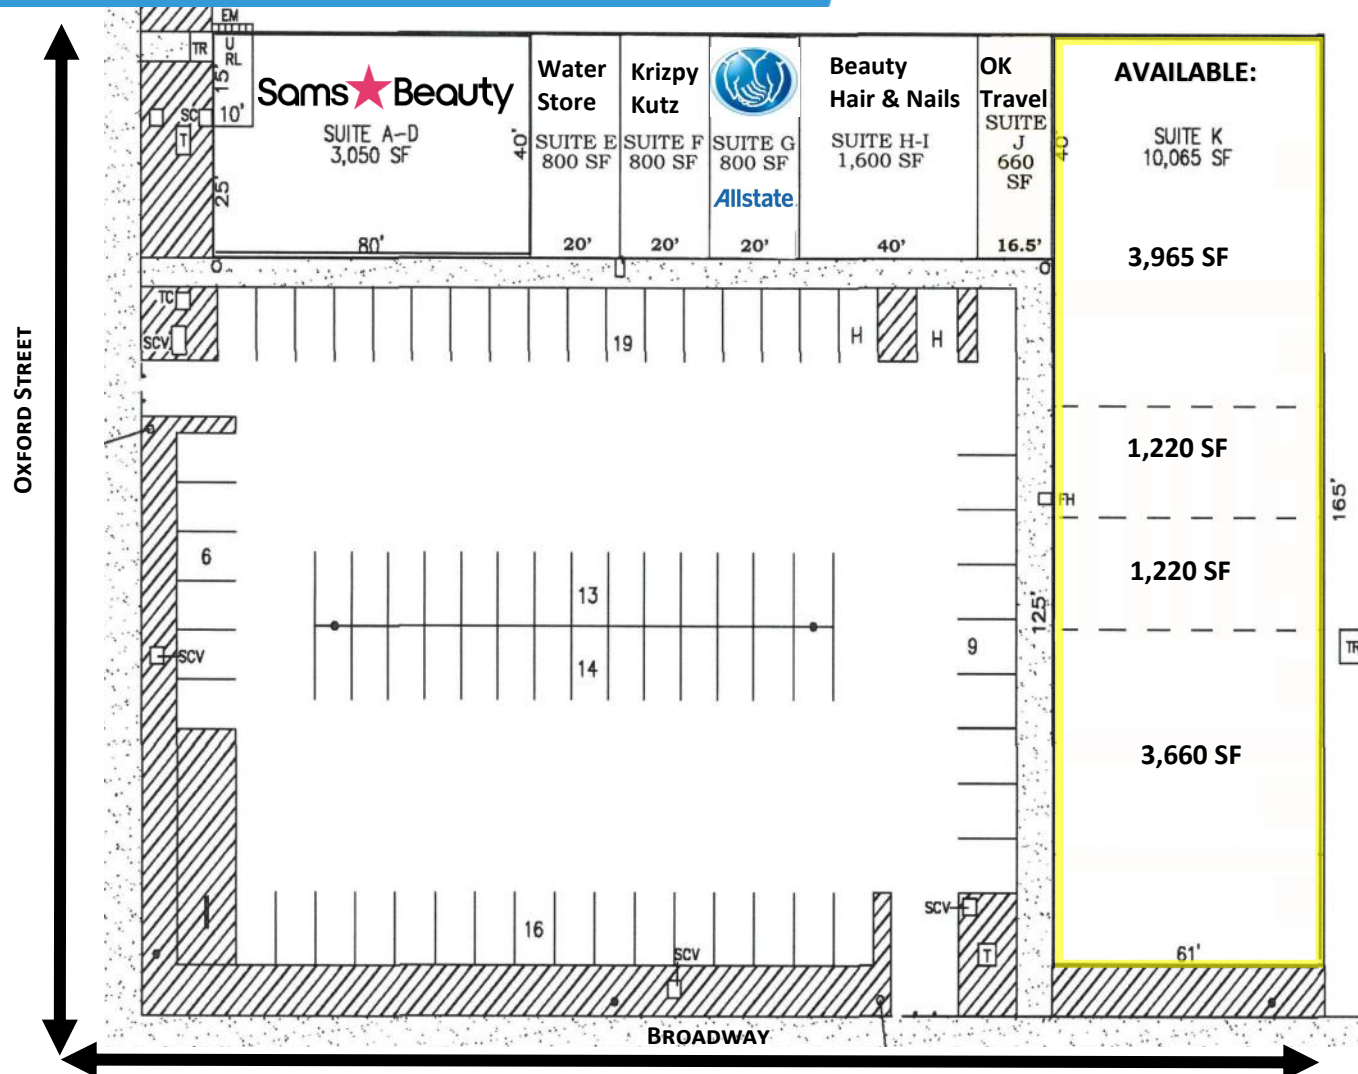 EM
TR
U
RL
15'
SC
10'
T
25'
Sams Beauty
SUITE A-D
3,050 SF
40'
80'
Water
Store
SUITE E
800 SF
20'
Krizpy
Kutz
SUITE F
800 SF
20'
SUITE G
800 SF
Allstate
20'
Beauty
Hair & Nails
SUITE H-I
1,600 SF
40'
OK
Travel
SUITE
J
660
SF
16.5'
40'
AVAILABLE:
SUITE K
10,065 SF
3,965 SF
1,220 SF
1,220 SF
3,660 SF
61'
165'
125'
FH
TR
TC
SCV
19
H
H
6
SCV
13
14
9
16
SCV
SCV
T
OXFORD STREET
BROADWAY